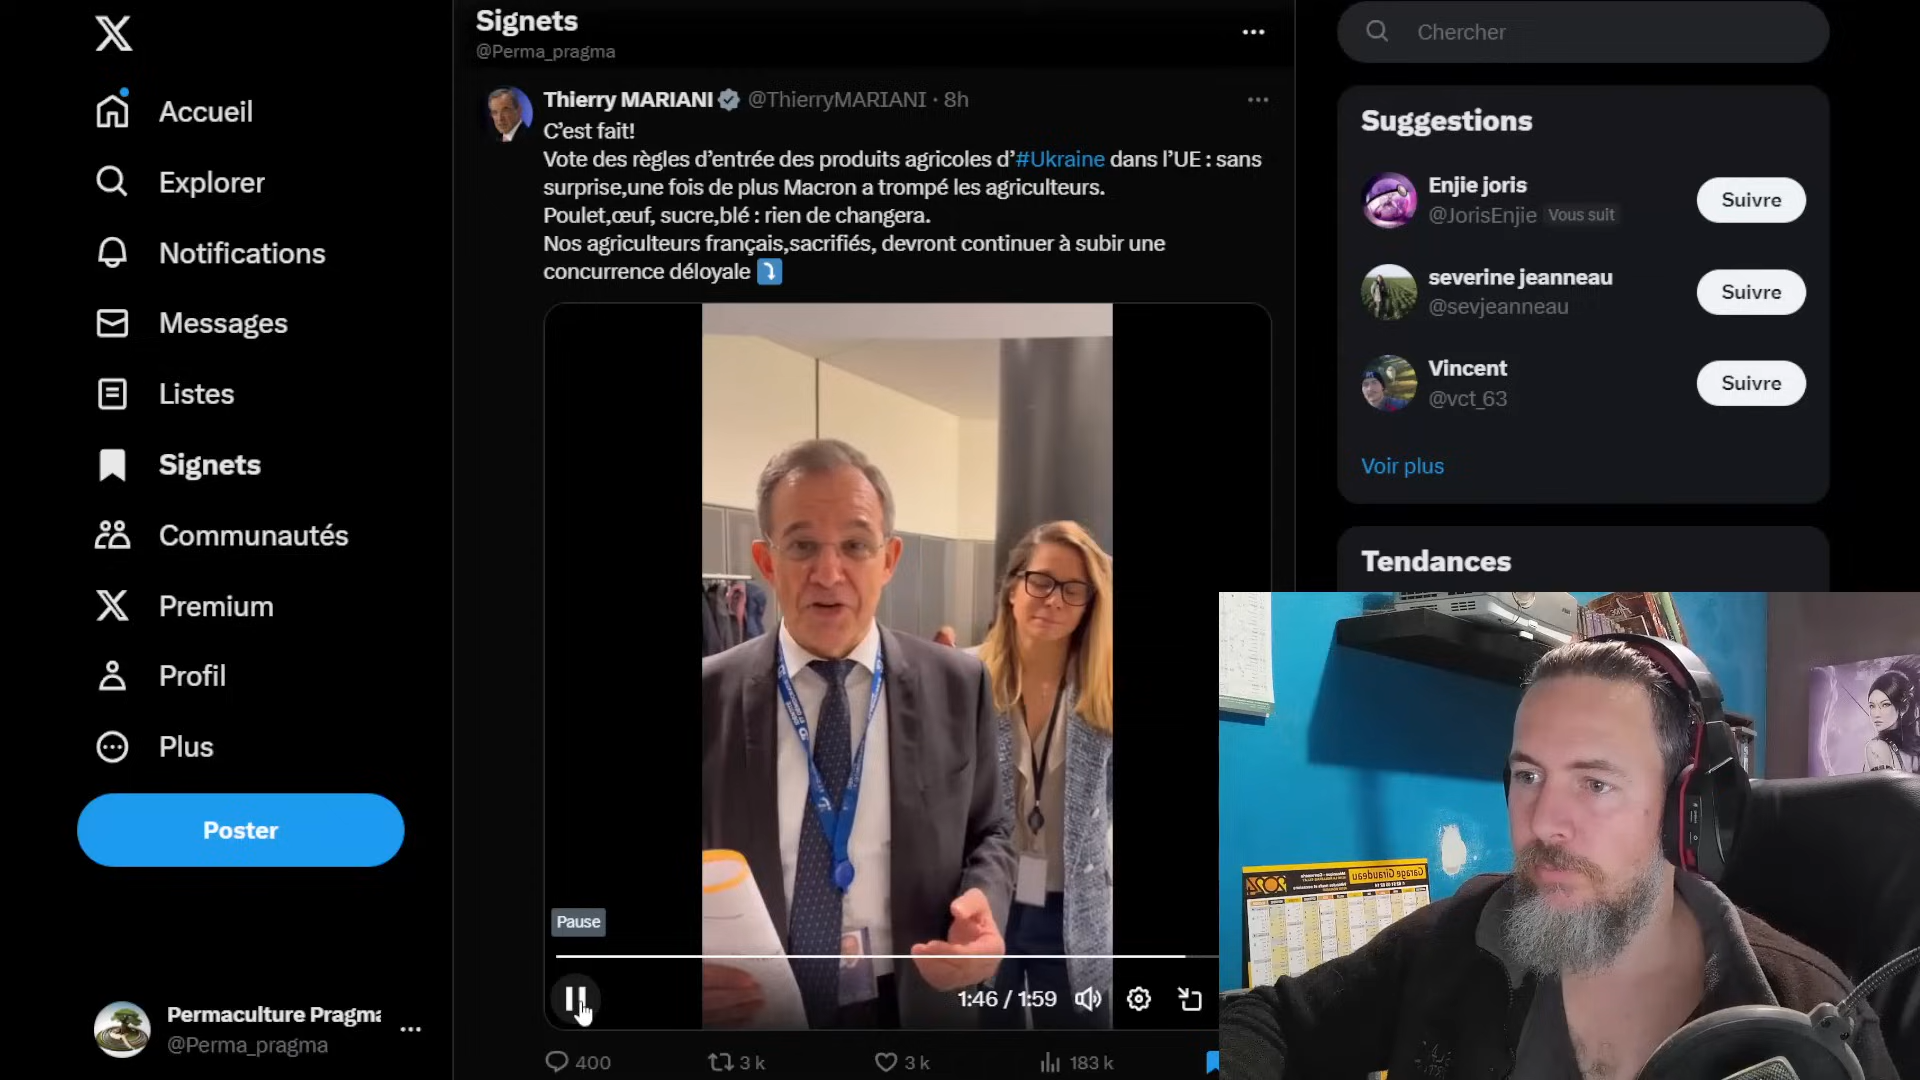 Signets
@Perma_pragma
Chercher
Accueil
Explorer
Notifications
Messages
Listes
Signets
Communautés
Premium
Profil
Plus
Poster
Permaculture Pragma
@Perma_pragma
Thierry MARIANI @ThierryMARIANI · 8h
C'est fait!
Vote des règles d'entrée des produits agricoles d'#Ukraine dans l'UE : sans
surprise,une fois de plus Macron a trompé les agriculteurs.
Poulet,œuf, sucre,blé : rien de changera.
Nos agriculteurs français,sacrifiés, devront continuer à subir une
concurrence déloyale
Pause
1:46 / 1:59
400
3 k
3 k
183 k
Suggestions
Enjie joris
@JorisEnjie Vous suit
Suivre
severine jeanneau
@sevjeanneau
Suivre
Vincent
@vct_63
Suivre
Voir plus
Tendances
Garage Giraudeau